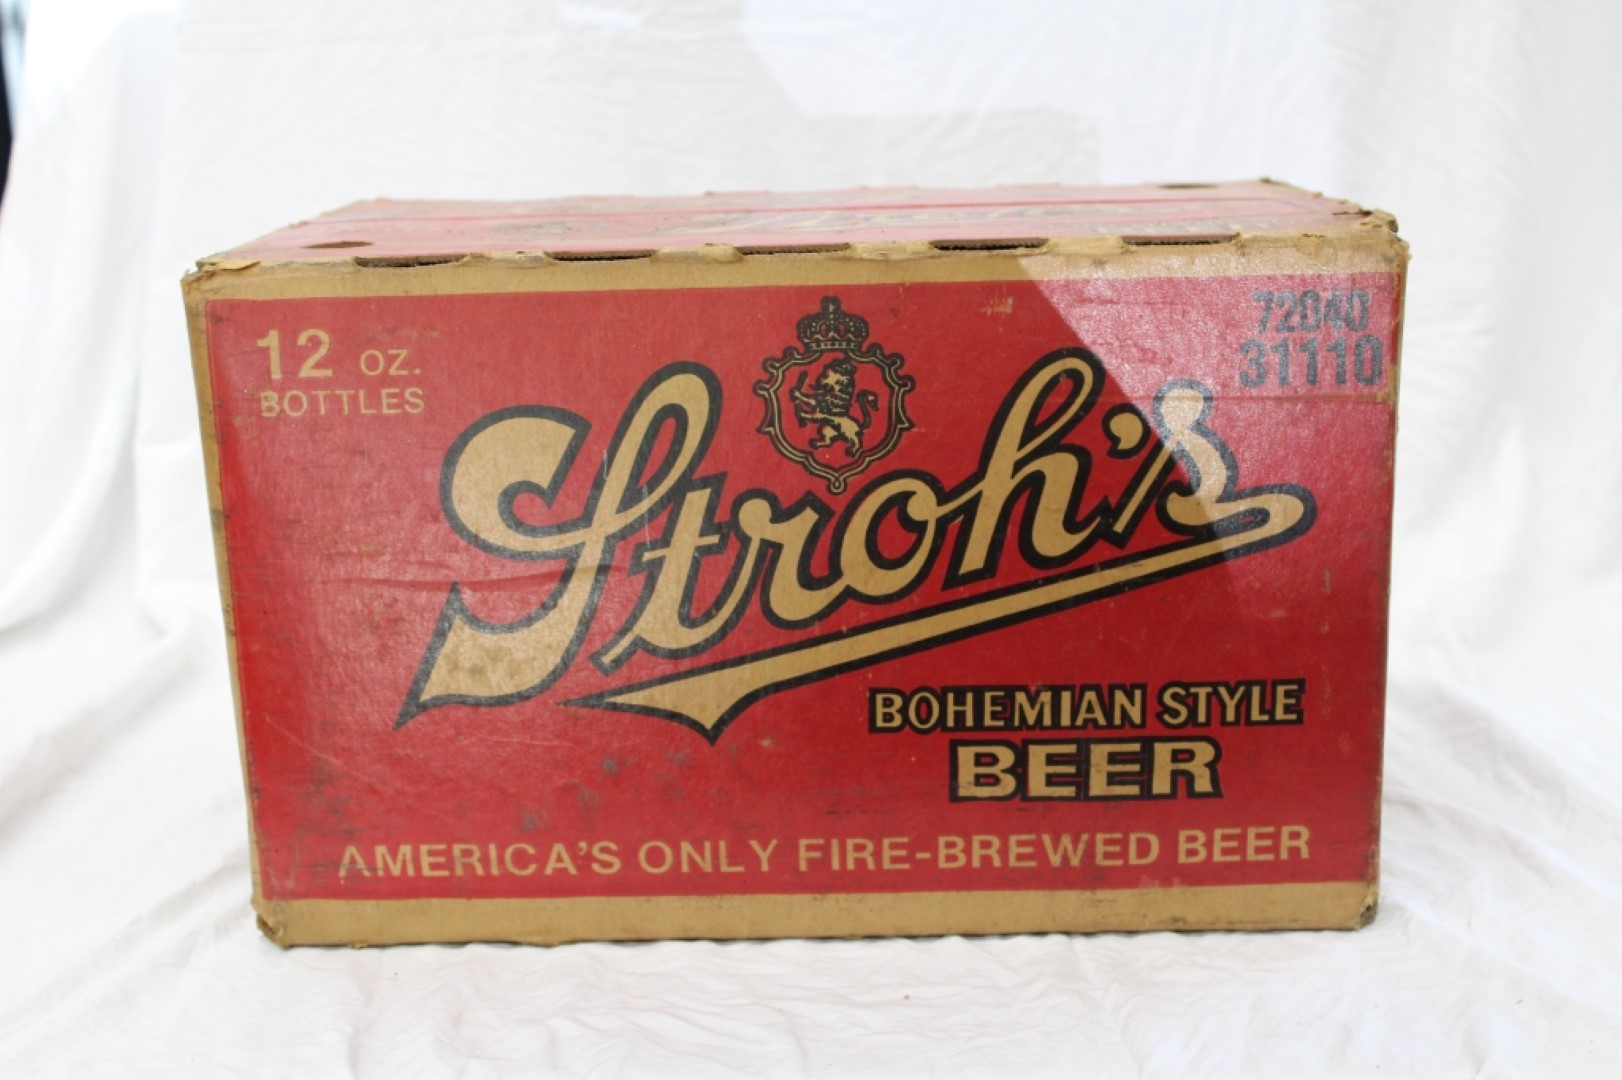 12 OZ.
BOTTLES
72040
31110
Stroh's
BOHEMIAN STYLE
BEER
AMERICA'S ONLY FIRE-BREWED BEER